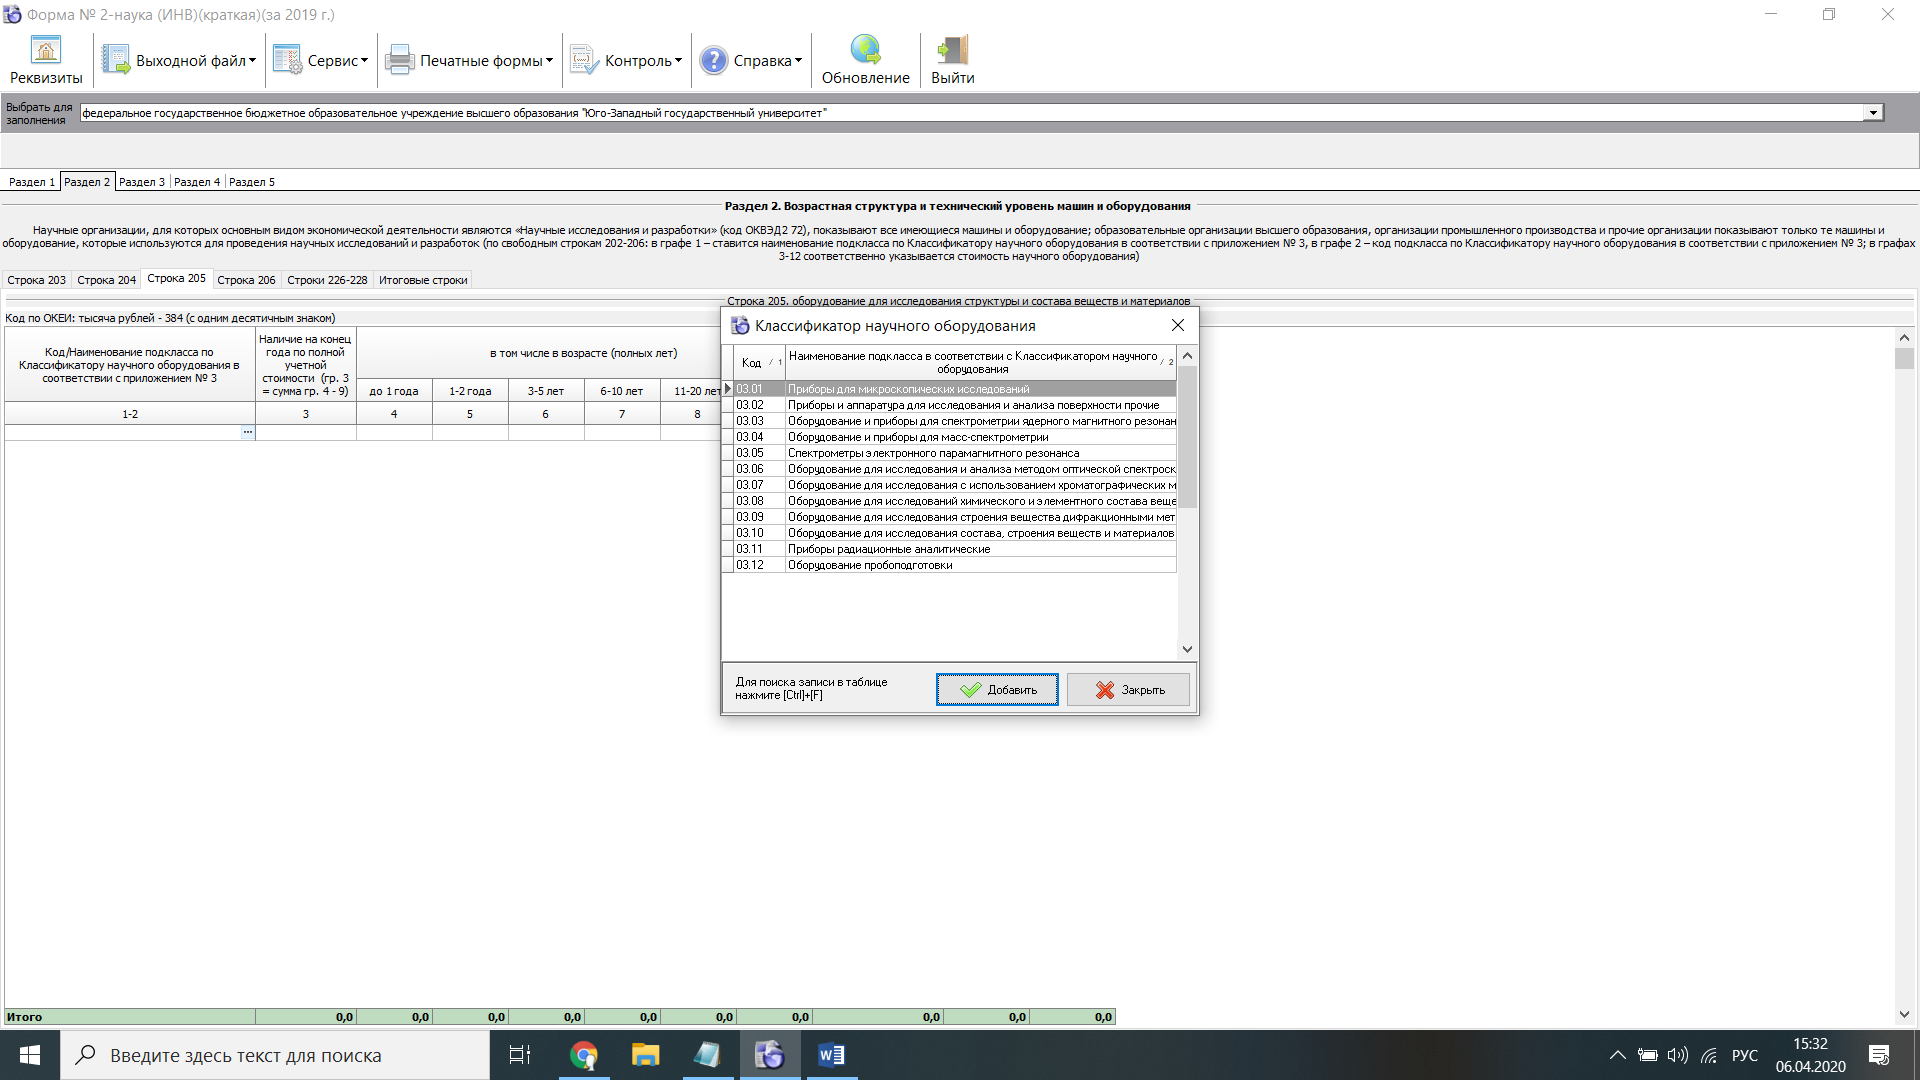 Форма № 2-наука (ИНВ)(краткая)(за 2019 г.)
Реквизиты
Выходной файл
Сервис
Печатные формы
Контроль
Справка
Обновление
Выйти
Выбрать для
заполнения
федеральное государственное бюджетное образовательное учреждение высшего образования "Юго-Западный государственный университет"
Раздел 1
Раздел 2
Раздел 3
Раздел 4
Раздел 5
Раздел 2. Возрастная структура и технический уровень машин и оборудования
Научные организации, для которых основным видом экономической деятельности являются «Научные исследования и разработки» (код ОКВЭД2 72), показывают все имеющиеся машины и оборудование; образовательные организации высшего образования, организации промышленного производства и прочие организации показывают только те машины и
оборудование, которые используются для проведения научных исследований и разработок (по свободным строкам 202-206: в графе 1 – ставится наименование подкласса по Классификатору научного оборудования в соответствии с приложением № 3, в графе 2 – код подкласса по Классификатору научного оборудования в соответствии с приложением № 3; в графах
3-12 соответственно указывается стоимость научного оборудования)
Строка 203
Строка 204
Строка 205
Строка 206
Строки 226-228
Итоговые строки
Строка 205. оборудование для исследования структуры и состава веществ и материалов
Код по ОКЕИ: тысяча рублей - 384 (с одним десятичным знаком)
Код/Наименование подкласса по
Классификатору научного оборудования в
соответствии с приложением № 3
Наличие на конец
года по полной
учетной
стоимости (гр. 3
= сумма гр. 4 - 9)
в том числе в возрасте (полных лет)
до 1 года
1-2 года
3-5 лет
6-10 лет
11-20 лет
1-2
3
4
5
6
7
8
...
Классификатор научного оборудования
Код / 1
Наименование подкласса в соответствии с Классификатором научного
оборудования
/ 2
03.01 Приборы для микроскопических исследований
03.02 Приборы и аппаратура для исследования и анализа поверхности прочие
03.03 Оборудование и приборы для спектрометрии ядерного магнитного резонан
03.04 Оборудование и приборы для масс-спектрометрии
03.05 Спектрометры электронного парамагнитного резонанса
03.06 Оборудование для исследования и анализа методом оптической спектроск
03.07 Оборудование для исследования с использованием хроматографических м
03.08 Оборудование для исследований химического и элементного состава веще
03.09 Оборудование для исследования строения вещества дифракционными мет
03.10 Оборудование для исследования состава, строения веществ и материалов
03.11 Приборы радиационные аналитические
03.12 Оборудование пробоподготовки
Для поиска записи в таблице
нажмите [Ctrl]+[F]
Добавить
Закрыть
Итого 0,0 0,0 0,0 0,0 0,0 0,0 0,0 0,0 0,0 0,0
Введите здесь текст для поиска
РУС
15:32
06.04.2020